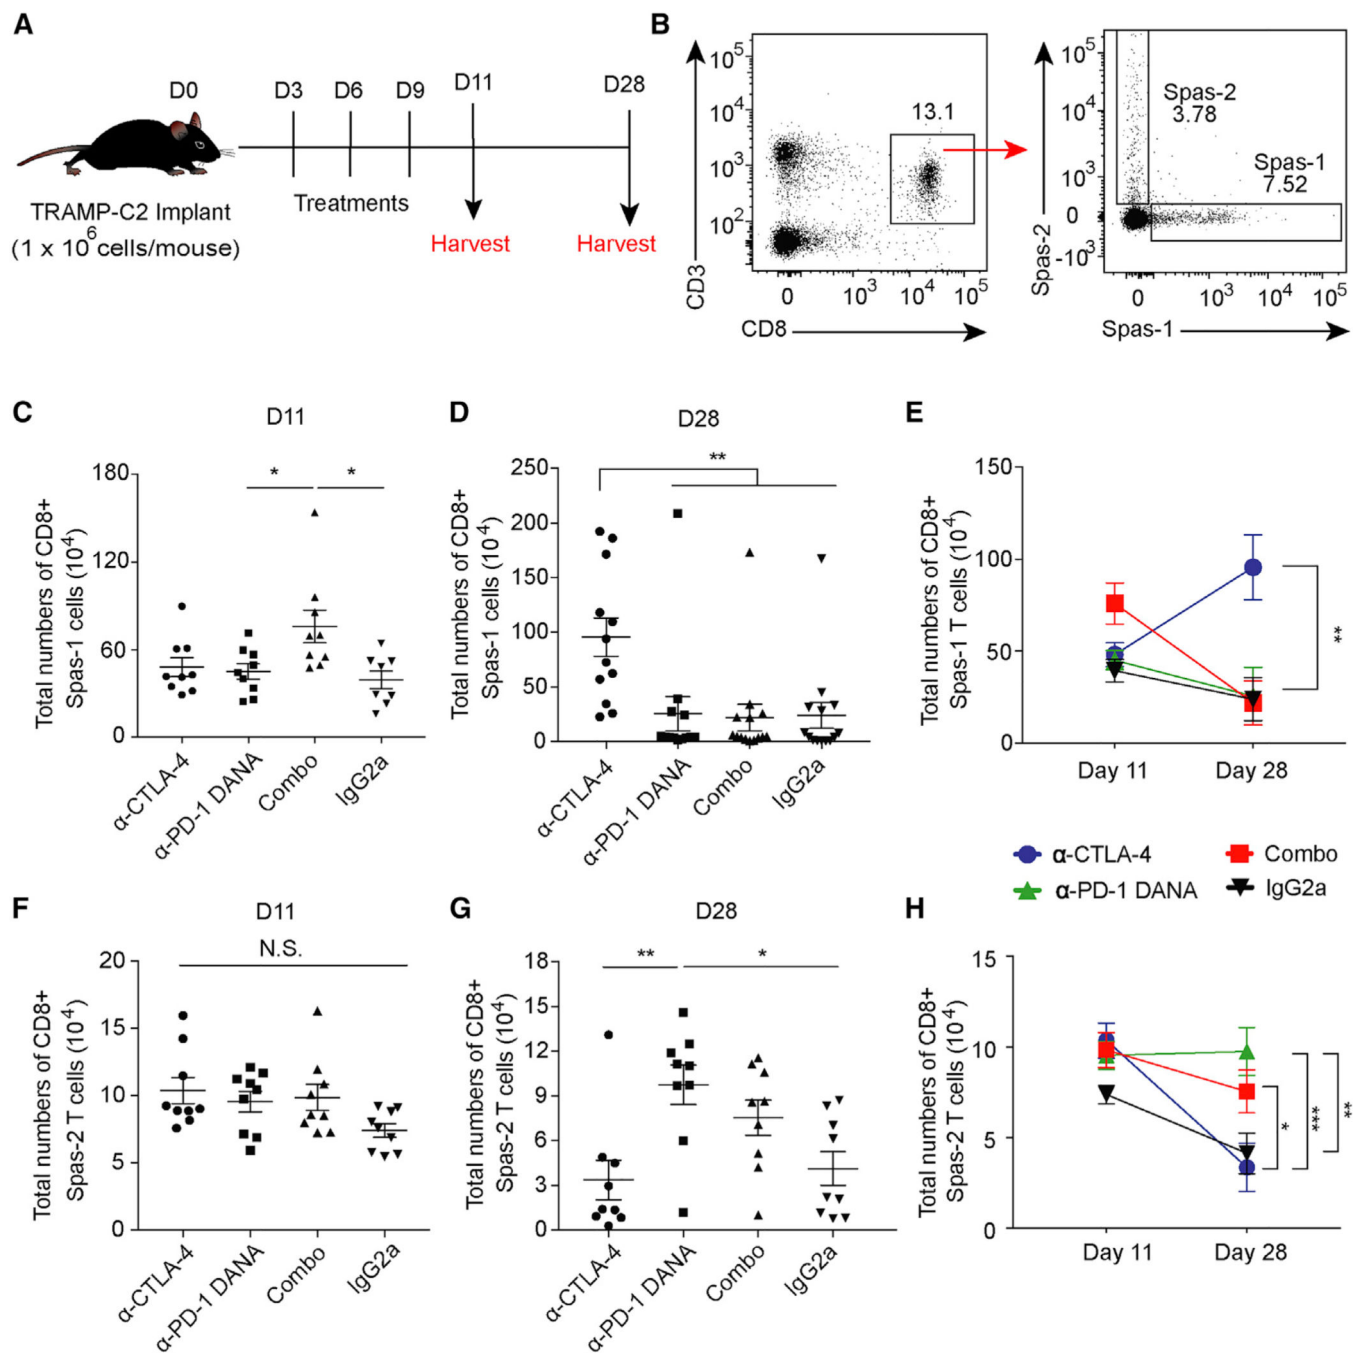 A
D0
D3
D6
D9
D11
D28
Treatments
TRAMP-C2 Implant
(1 x 10^6 cells/mouse)
Harvest
Harvest
B
10^5
10^4
10^3
10^2
CD3
13.1
0
10^3
10^4
10^5
CD8
10^5
10^4
10^3
0
-10^3
Spas-2
Spas-2
3.78
Spas-1
7.52
0
10^3
10^4
10^5
Spas-1
C
D11
Total numbers of CD8+
Spas-1 cells (10^4)
180
120
60
0
*
*
α-CTLA-4
α-PD-1 DANA
Combo
IgG2a
D
D28
Total numbers of CD8+
Spas-1 cells (10^4)
250
200
150
100
50
0
**
α-CTLA-4
α-PD-1 DANA
Combo
IgG2a
E
Total numbers of CD8+
Spas-1 T cells (10^4)
150
100
50
0
**
Day 11
Day 28
α-CTLA-4
Combo
α-PD-1 DANA
IgG2a
F
D11
N.S.
Total numbers of CD8+
Spas-2 T cells (10^4)
20
15
10
5
0
α-CTLA-4
α-PD-1 DANA
Combo
IgG2a
G
D28
Total numbers of CD8+
Spas-2 T cells (10^4)
18
15
12
9
6
3
0
**
*
α-CTLA-4
α-PD-1 DANA
Combo
IgG2a
H
Total numbers of CD8+
Spas-2 T cells (10^4)
15
10
5
0
*
***
**
Day 11
Day 28